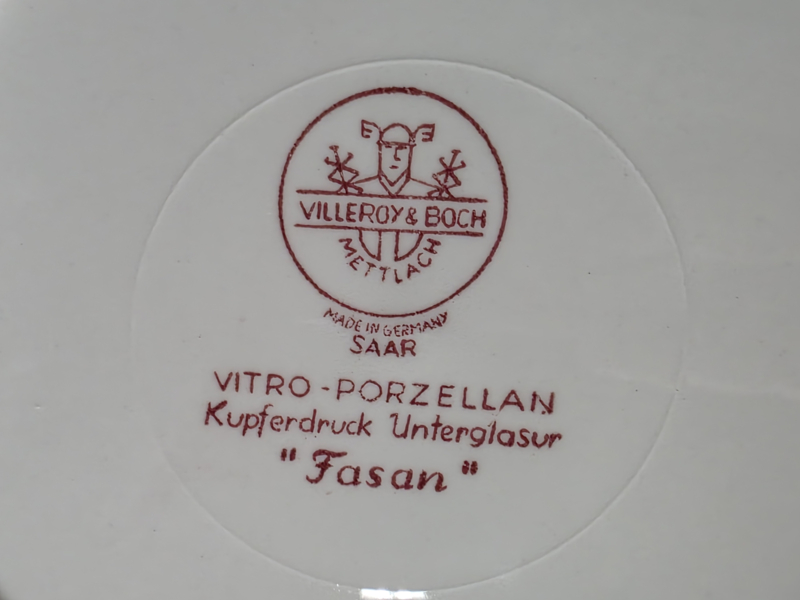 VILLEROY & BOCH
METTLACH
MADE IN GERMANY
SAAR
VITRO-PORZELLAN
Kupferdruck Unterglasur
"Fasan"